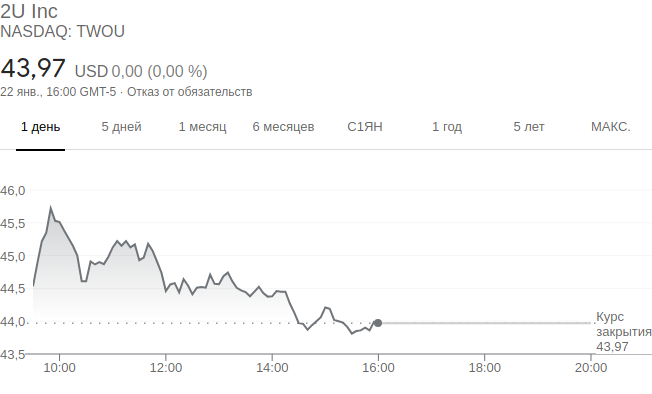 2U Inc
NASDAQ: TWOU
43,97 USD 0,00 (0,00 %)
22 янв., 16:00 GMT-5 · Отказ от обязательств
1 день 5 дней 1 месяц 6 месяцев С1ЯН 1 год 5 лет МАКС.
46,0
45,5
45,0
44,5
44,0
43,5
Курс
закрытия
43,97
10:00 12:00 14:00 16:00 18:00 20:00